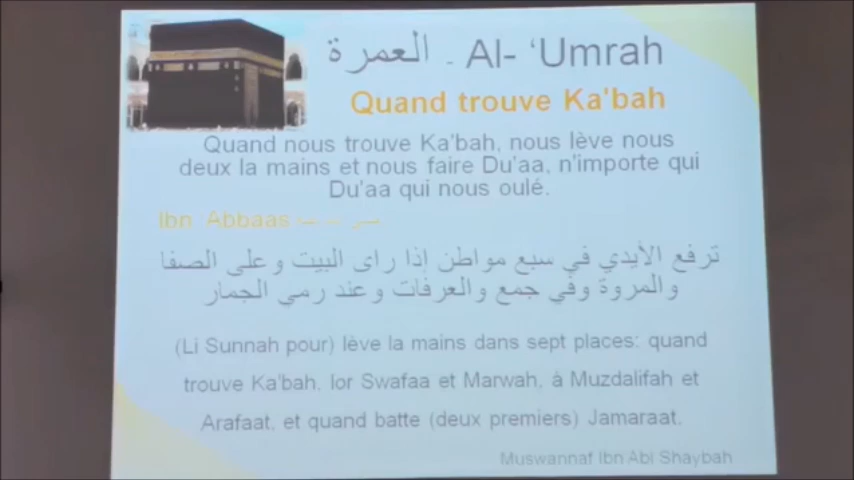 العمرة - Al- ‘Umrah
Quand trouve Ka'bah
Quand nous trouve Ka'bah, nous lève nous
deux la mains et nous faire Du'aa, n'importe qui
Du'aa qui nous oulé.
Ibn Abbaas
ترفع الأيدي في سبع مواطن إذا راى البيت وعلى الصفا
والمروة وفي جمع والعرفات وعند رمي الجمار
(Li Sunnah pour) lève la mains dans sept places: quand
trouve Ka'bah, lor Swafaa et Marwah, à Muzdalifah et
Arafaat, et quand batte (deux premiers) Jamaraat.
Muswannaf Ibn Abi Shaybah